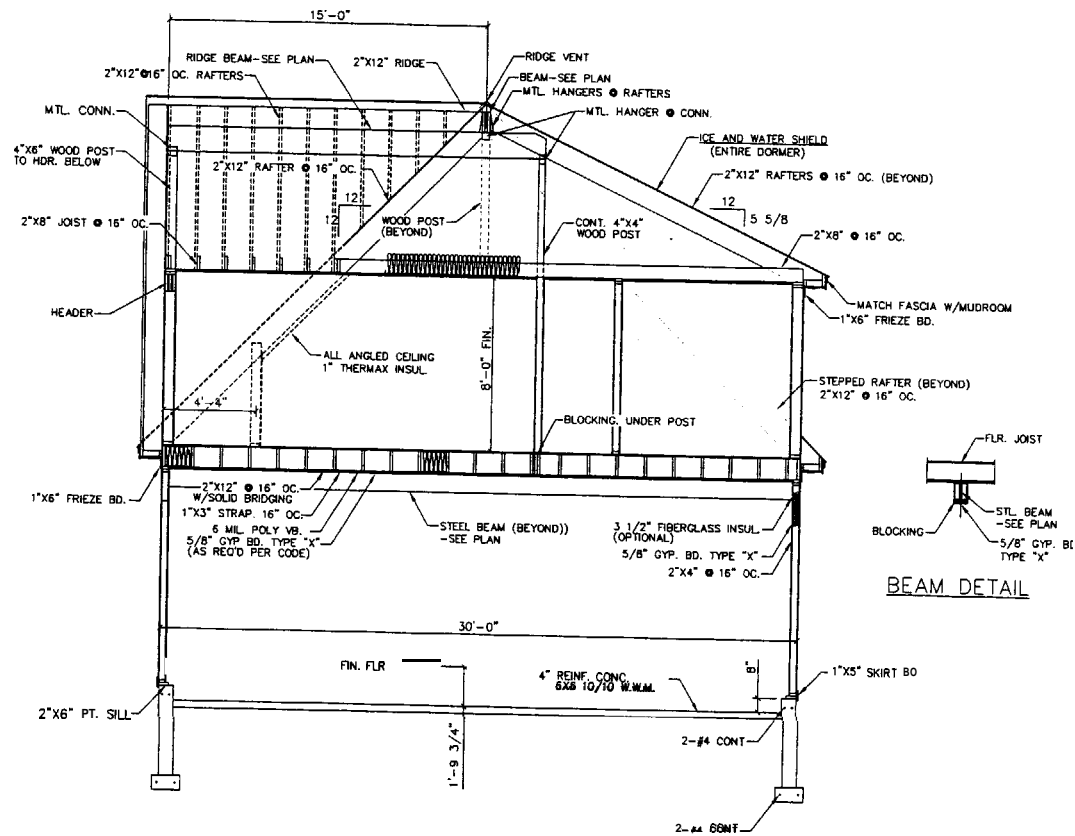 15'-0"
RIDGE BEAM-SEE PLAN
2"X12" RIDGE
RIDGE VENT
2"X12"@16" OC. RAFTERS
BEAM-SEE PLAN
MTL. HANGERS @ RAFTERS
MTL. CONN.
MTL. HANGER @ CONN.
4"X6" WOOD POST
TO HDR. BELOW
ICE AND WATER SHIELD
(ENTIRE DORMER)
2"X12" RAFTER @ 16" OC.
2"X12" RAFTERS @ 16" OC. (BEYOND)
12
12
12
5 5/8
2"X8" JOIST @ 16" OC.
WOOD POST
(BEYOND)
CONT. 4"X4"
WOOD POST
2"X8" @ 16" OC.
HEADER
MATCH FASCIA W/MUDROOM
1"X6" FRIEZE BD.
ALL ANGLED CEILING
1" THERMAX INSUL.
8'-0" FIN.
4'-4"
STEPPED RAFTER (BEYOND)
2"X12" @ 16" OC.
BLOCKING UNDER POST
FLR. JOIST
1"X6" FRIEZE BD.
2"X12" @ 16" OC.
W/SOLID BRIDGING
1"X3" STRAP. 16" OC.
6 MIL. POLY VB.
5/8" GYP BD. TYPE "X"
(AS REQ'D PER CODE)
STEEL BEAM (BEYOND))
-SEE PLAN
3 1/2" FIBERGLASS INSUL.
(OPTIONAL)
5/8" GYP. BD. TYPE "X"
2"X4" @ 16" OC.
STL. BEAM
-SEE PLAN
BLOCKING
5/8" GYP. BD
TYPE "X"
BEAM DETAIL
30'-0"
FIN. FLR
4" REINF. CONC.
6X6 10/10 W.W.M.
8"
1"X5" SKIRT BO
2"X6" PT. SILL
1'-9 3/4"
2-#4 CONT